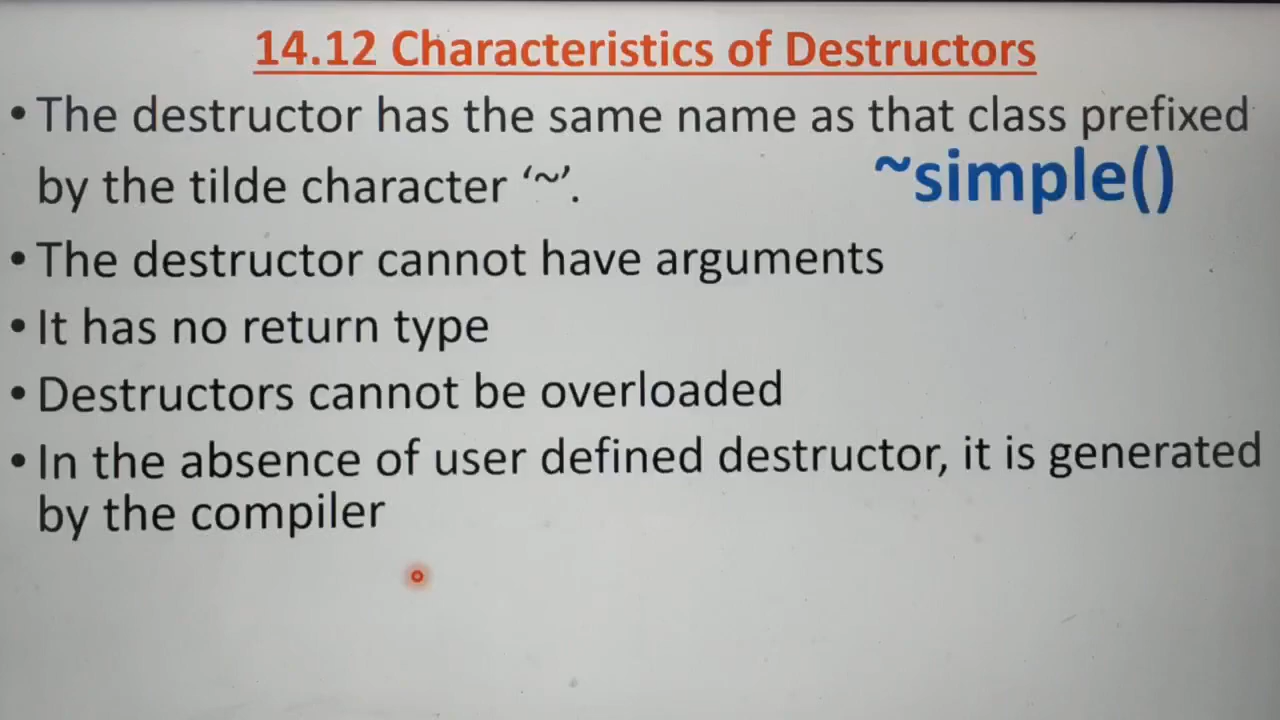 14.12 Characteristics of Destructors
• The destructor has the same name as that class prefixed
by the tilde character ‘~’.
~simple()
• The destructor cannot have arguments
• It has no return type
• Destructors cannot be overloaded
• In the absence of user defined destructor, it is generated
by the compiler